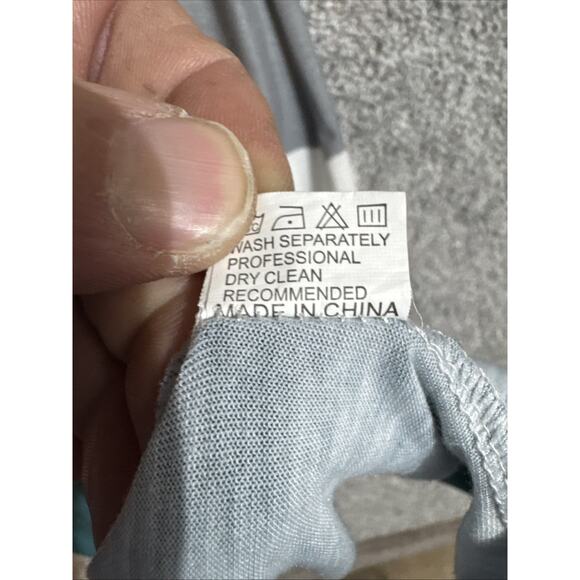 WASH SEPARATELY
PROFESSIONAL
DRY CLEAN
RECOMMENDED
MADE IN CHINA